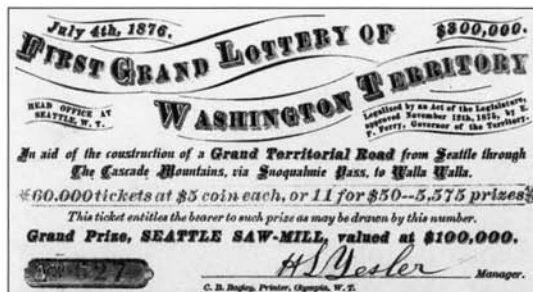 July 4th, 1876.
$300,000.
FIRST GRAND LOTTERY OF
WASHINGTON TERRITORY
HEAD OFFICE AT
SEATTLE, W. T.
Legalized by an Act of the Legislature,
approved November 12th, 1875, by E.
P. Ferry, Governor of the Territory.
In aid of the construction of a Grand Territorial Road from Seattle through
The Cascade Mountains, via Snoqualmie Pass, to Walla Walla.
60.000 tickets at $5 coin each, or 11 for $50--5,575 prizes
This ticket entitles the bearer to such prize as may be drawn by this number.
Grand Prize, SEATTLE SAW-MILL, valued at $100,000.
H L Yesler
Manager.
C. B. Bagley, Printer, Olympia, W. T.